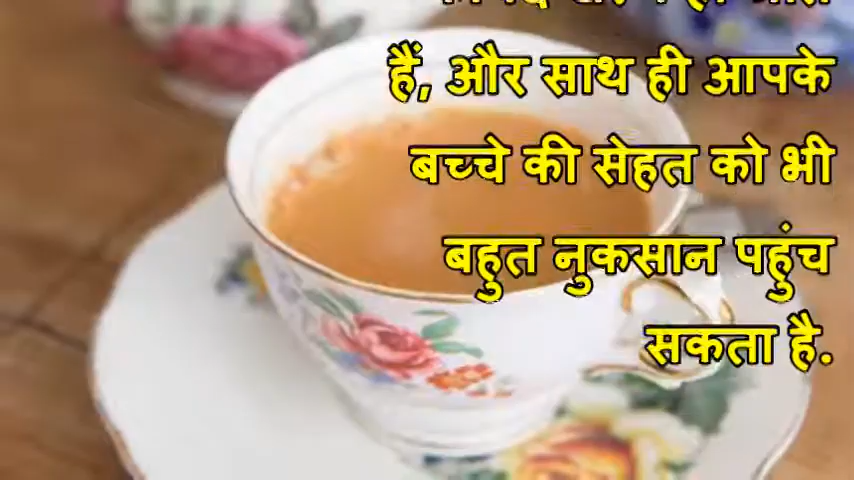 हैं, और साथ ही आपके
बच्चे की सेहत को भी
बहुत नुकसान पहुंच
सकता है.